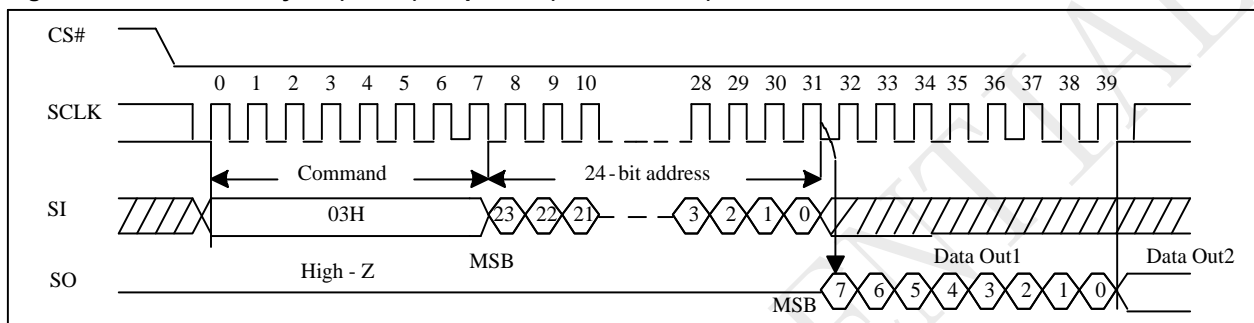 CS#
0 1 2 3 4 5 6 7 8 9 10 28 29 30 31 32 33 34 35 36 37 38 39
SCLK
Command 24-bit address
SI 03H 23 22 21 3 2 1 0
High - Z MSB Data Out1 Data Out2
SO MSB 7 6 5 4 3 2 1 0